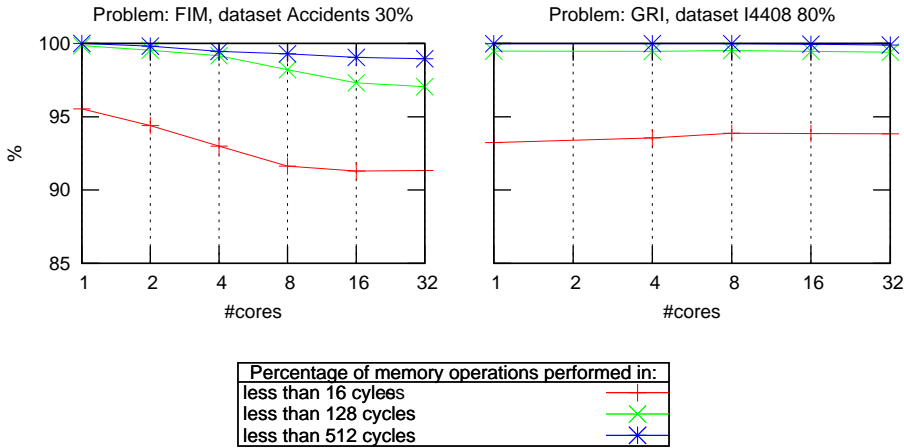 Problem: FIM, dataset Accidents 30%
Problem: GRI, dataset I4408 80%
100
95
90
85
%
1 2 4 8 16 32
#cores
1 2 4 8 16 32
#cores
Percentage of memory operations performed in:
less than 16 cycles
less than 128 cycles
less than 512 cycles